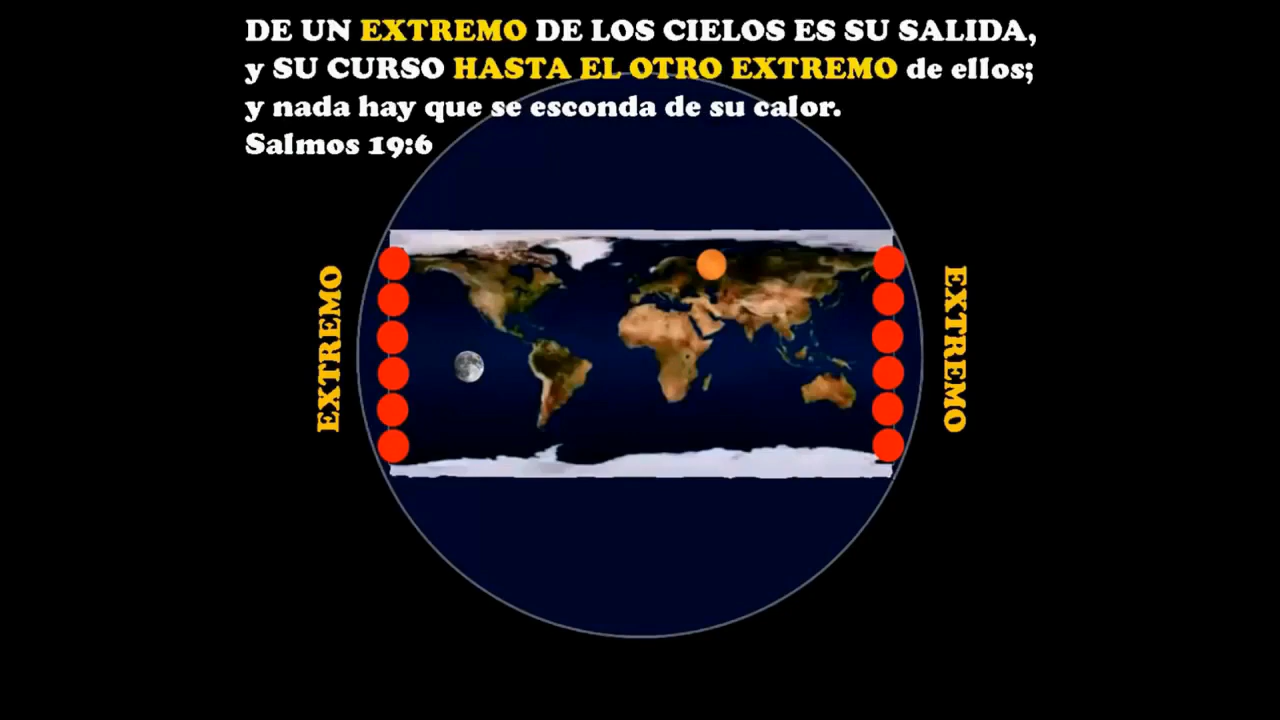 DE UN EXTREMO DE LOS CIELOS ES SU SALIDA,
y SU CURSO HASTA EL OTRO EXTREMO de ellos;
y nada hay que se esconda de su calor.
Salmos 19:6
EXTREMO
EXTREMO